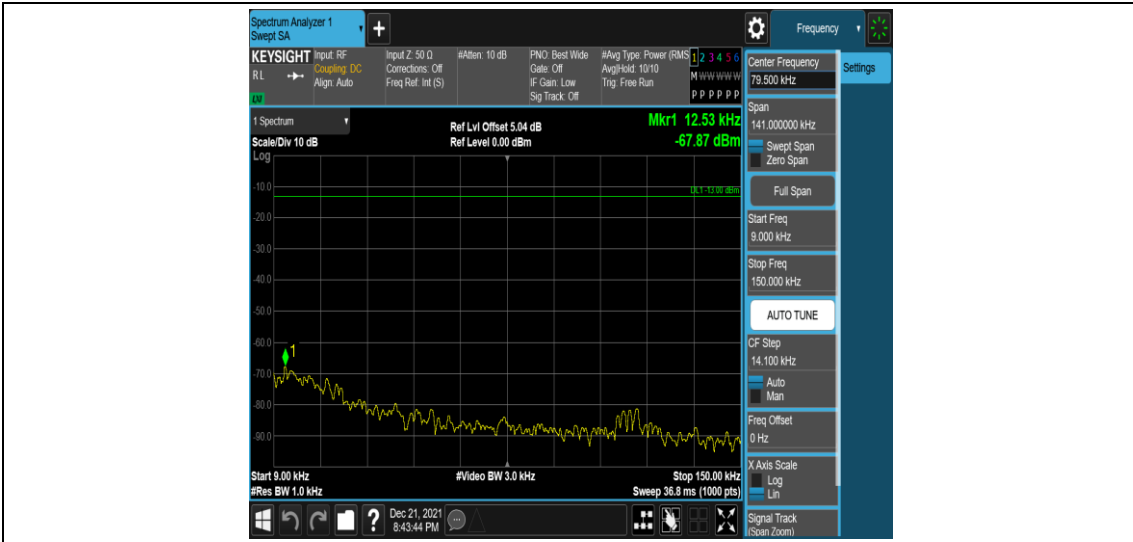 Spectrum Analyzer 1
Swept SA
+
Frequency
KEYSIGHT
RL
LNI
Input: RF
Coupling: DC
Align: Auto
Input Z: 50 Ω
Corrections: Off
Freq Ref: Int (S)
#Atten: 10 dB
PNO: Best Wide
Gate: Off
IF Gain: Low
Sig Track: Off
#Avg Type: Power (RMS
Avg|Hold: 10/10
Trig: Free Run
1 2 3 4 5 6
M W W W W W
P P P P P P
1 Spectrum
Scale/Div 10 dB
Log
Ref Lvl Offset 5.04 dB
Ref Level 0.00 dBm
Mkr1 12.53 kHz
-67.87 dBm
DL1 -13.00 dBm
-10.0
-20.0
-30.0
-40.0
-50.0
-60.0
-70.0
-80.0
-90.0
1
Start 9.00 kHz
#Res BW 1.0 kHz
#Video BW 3.0 kHz
Stop 150.00 kHz
Sweep 36.8 ms (1000 pts)
Center Frequency
79.500 kHz
Settings
Span
141.000000 kHz
Swept Span
Zero Span
Full Span
Start Freq
9.000 kHz
Stop Freq
150.000 kHz
AUTO TUNE
CF Step
14.100 kHz
Auto
Man
Freq Offset
0 Hz
X Axis Scale
Log
Lin
Signal Track
(Span Zoom)
?
Dec 21, 2021
8:43:44 PM